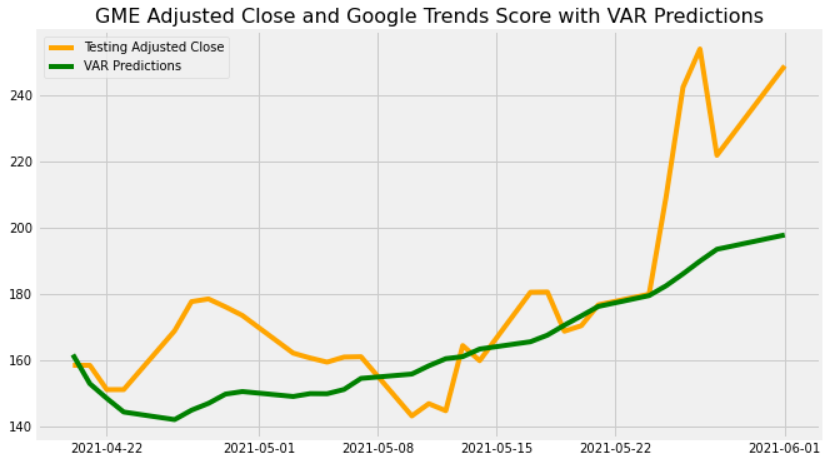 GME Adjusted Close and Google Trends Score with VAR Predictions
Testing Adjusted Close
VAR Predictions
240
220
200
180
160
140
2021-04-22 2021-05-01 2021-05-08 2021-05-15 2021-05-22 2021-06-01